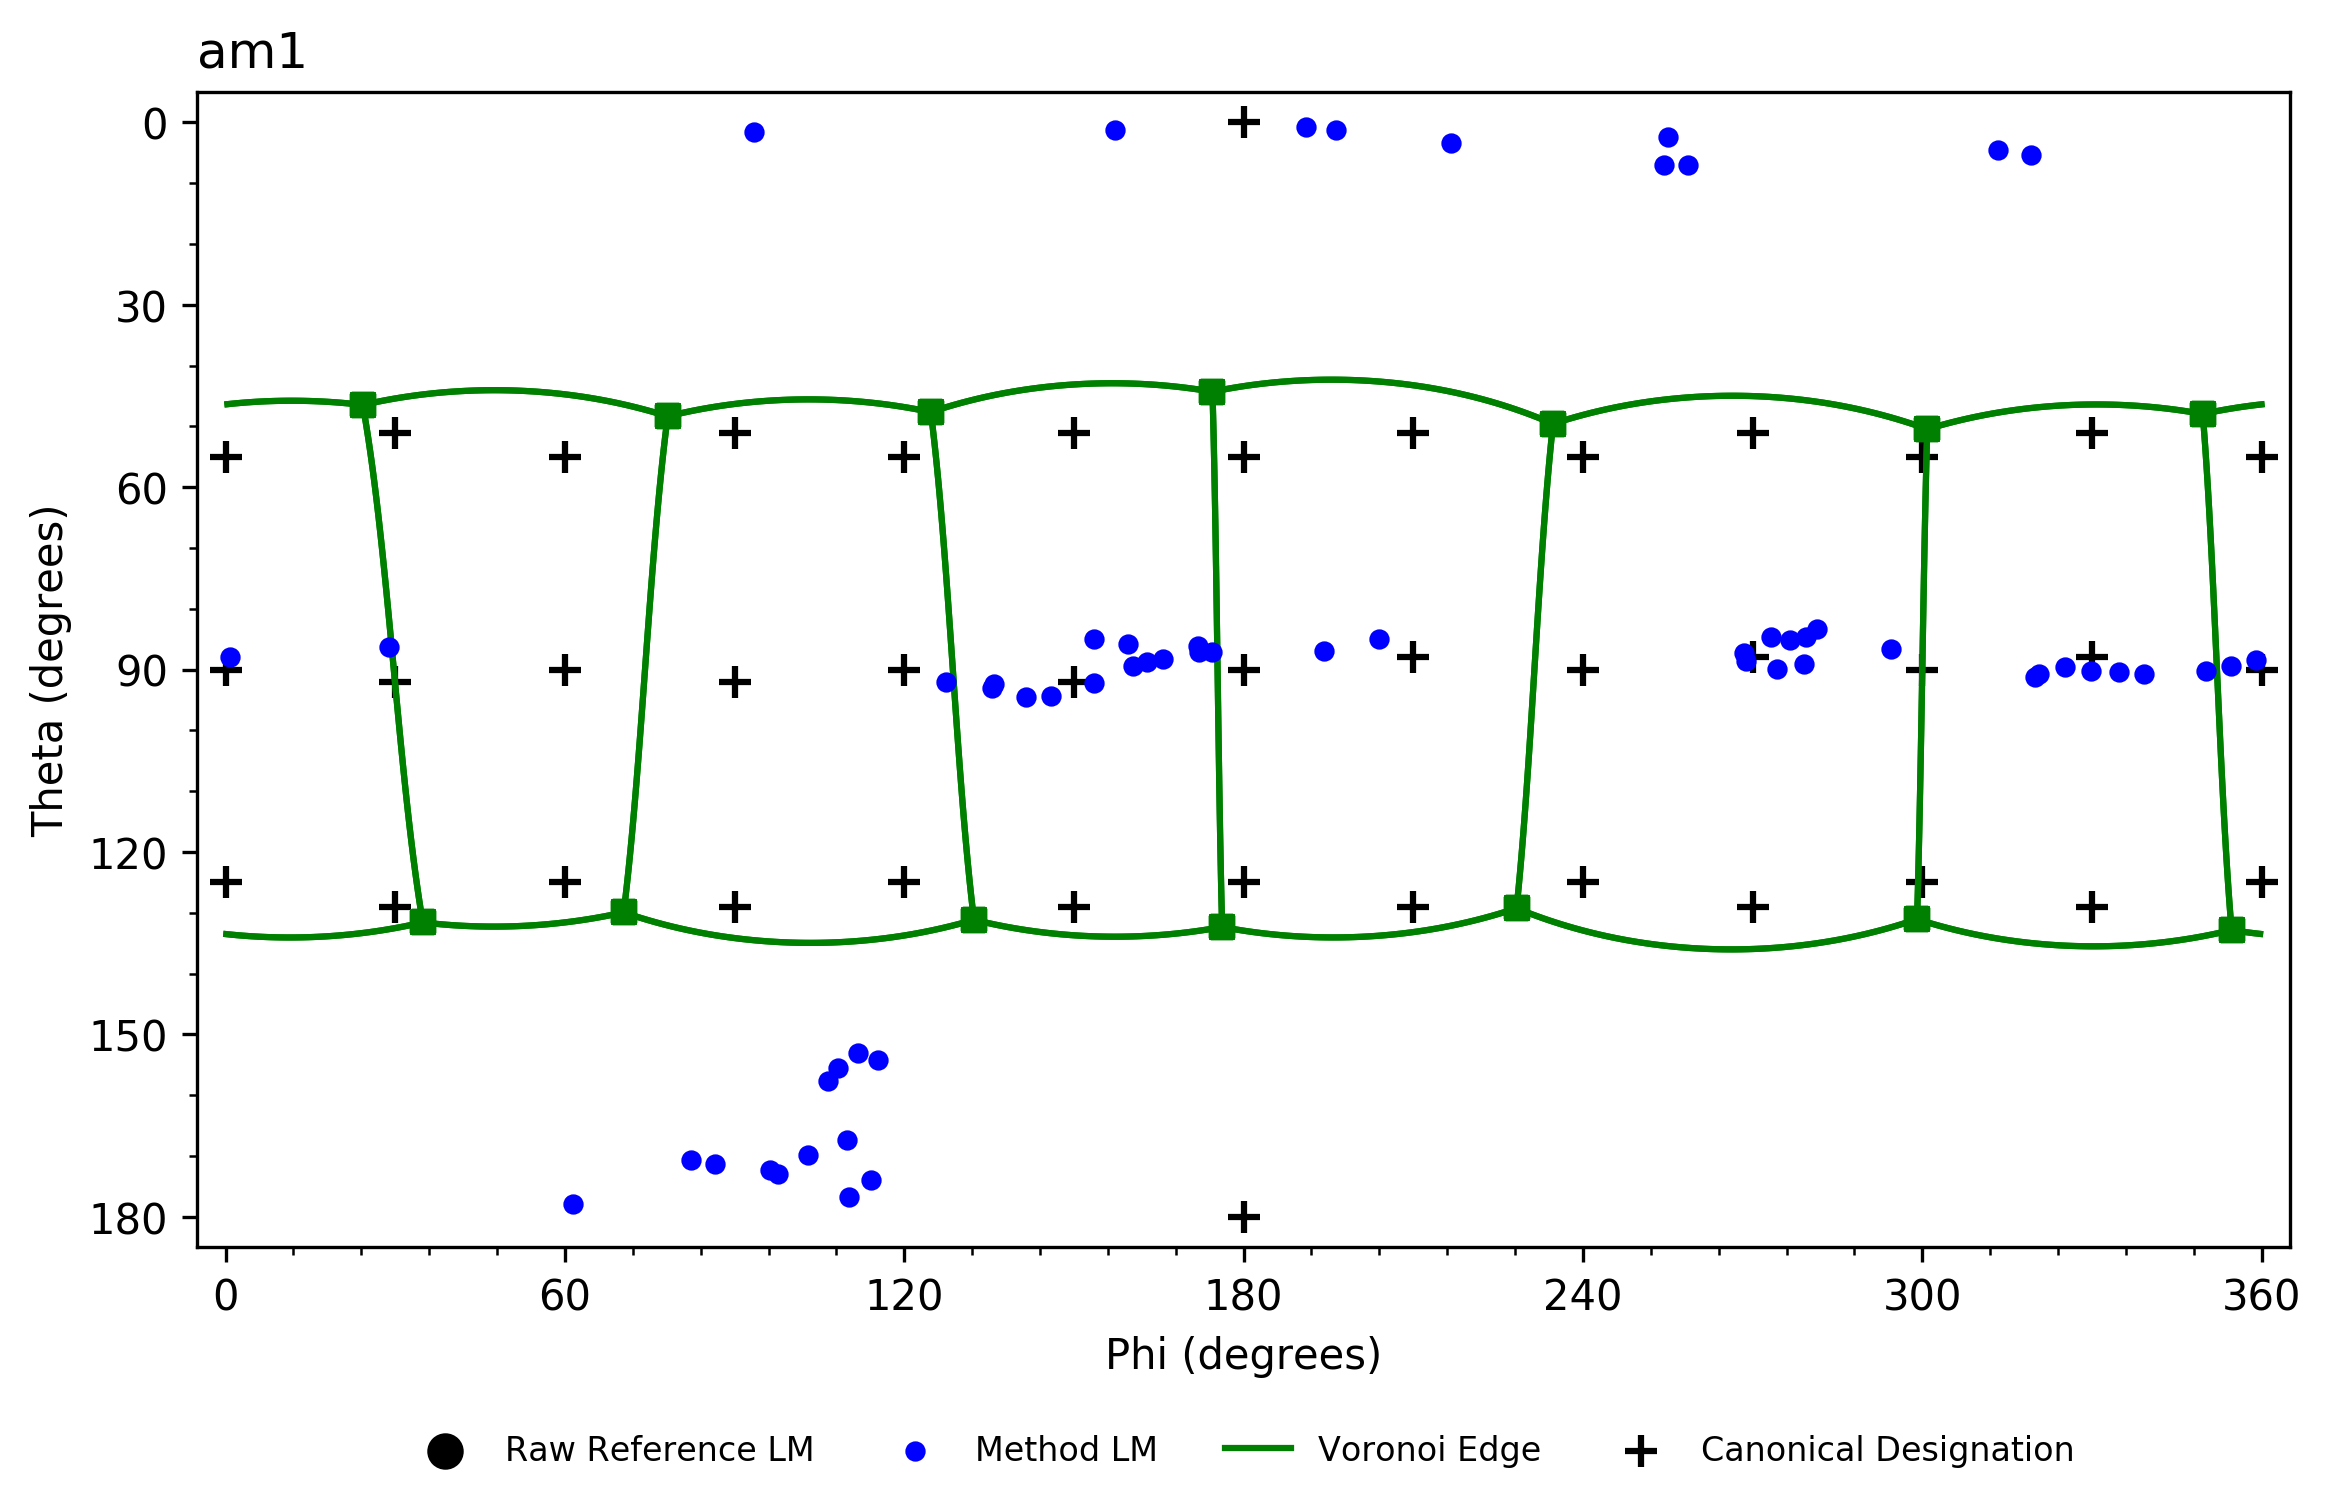 am1
0
30
60
90
120
150
180
Theta (degrees)
0 60 120 180 240 300 360
Phi (degrees)
Raw Reference LM Method LM Voronoi Edge Canonical Designation